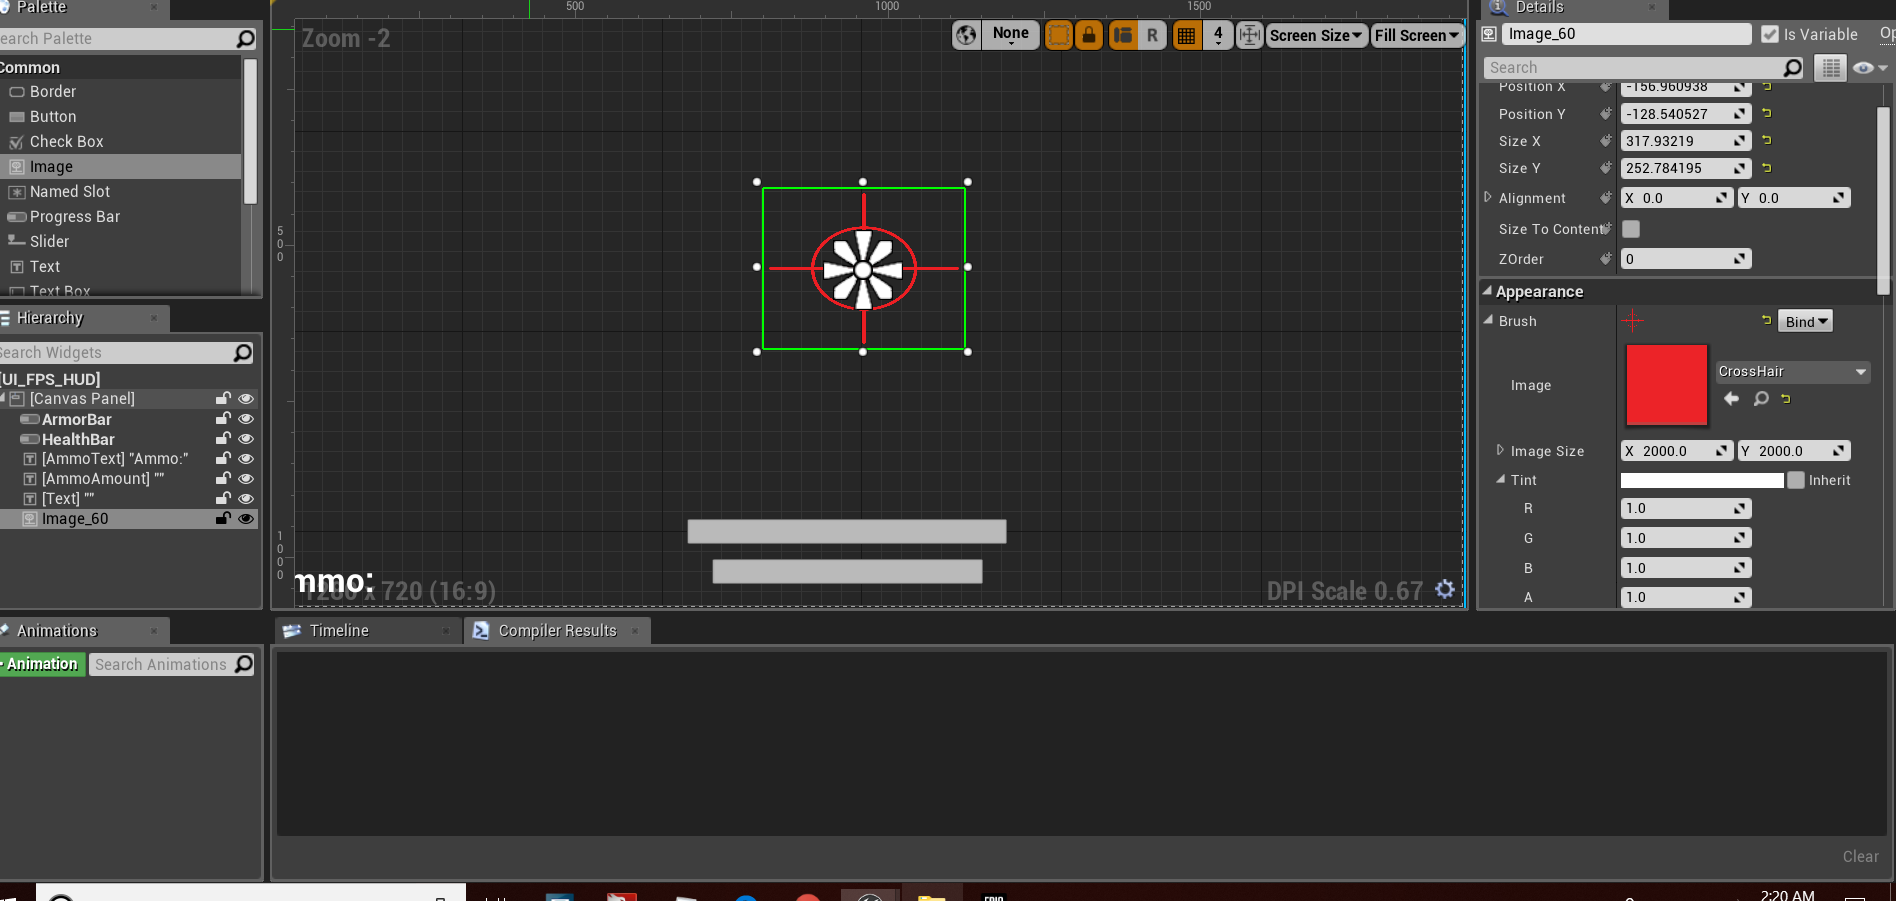 Palette
earch Palette
Common
Border
Button
Check Box
Image
Named Slot
Progress Bar
Slider
Text
Text Box
Hierarchy
Search Widgets
[UI_FPS_HUD]
[Canvas Panel]
ArmorBar
HealthBar
[AmmoText] "Ammo:"
[AmmoAmount] ""
[Text] ""
Image_60
Animations
Animation
Search Animations
500
1000
1500
Zoom -2
None
R
4
Screen Size
Fill Screen
500
1000
mmo:
1280 x 720 (16:9)
DPI Scale 0.67
Timeline
Compiler Results
Clear
Details
Image_60
Is Variable
Op
Search
Position X -156.960938
Position Y -128.540527
Size X 317.93219
Size Y 252.784195
Alignment X 0.0 Y 0.0
Size To Content
ZOrder 0
Appearance
Brush Bind
Image CrossHair
Image Size X 2000.0 Y 2000.0
Tint Inherit
R 1.0
G 1.0
B 1.0
A 1.0
2:20 AM